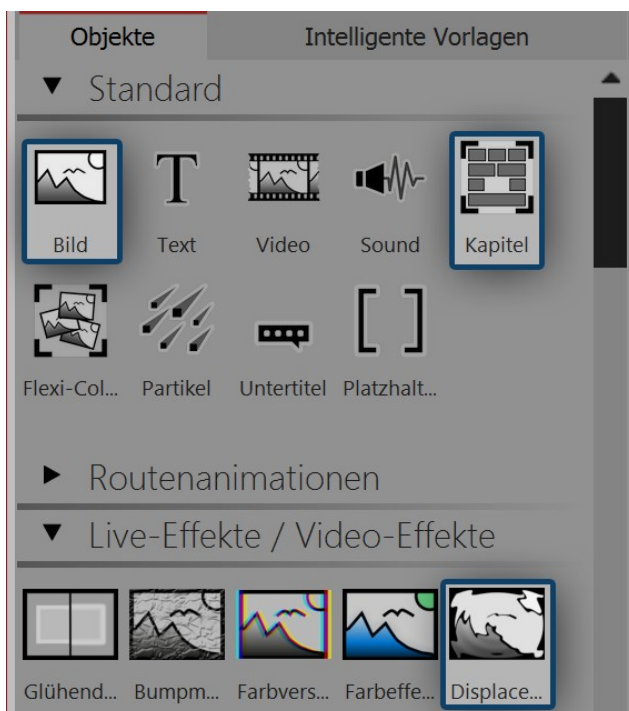 Objekte Intelligente Vorlagen
Standard
Bild Text Video Sound Kapitel
Flexi-Col... Partikel Untertitel Platzhalt...
Routenanimationen
Live-Effekte / Video-Effekte
Glühend... Bumpm... Farbvers... Farbeffe... Displace...